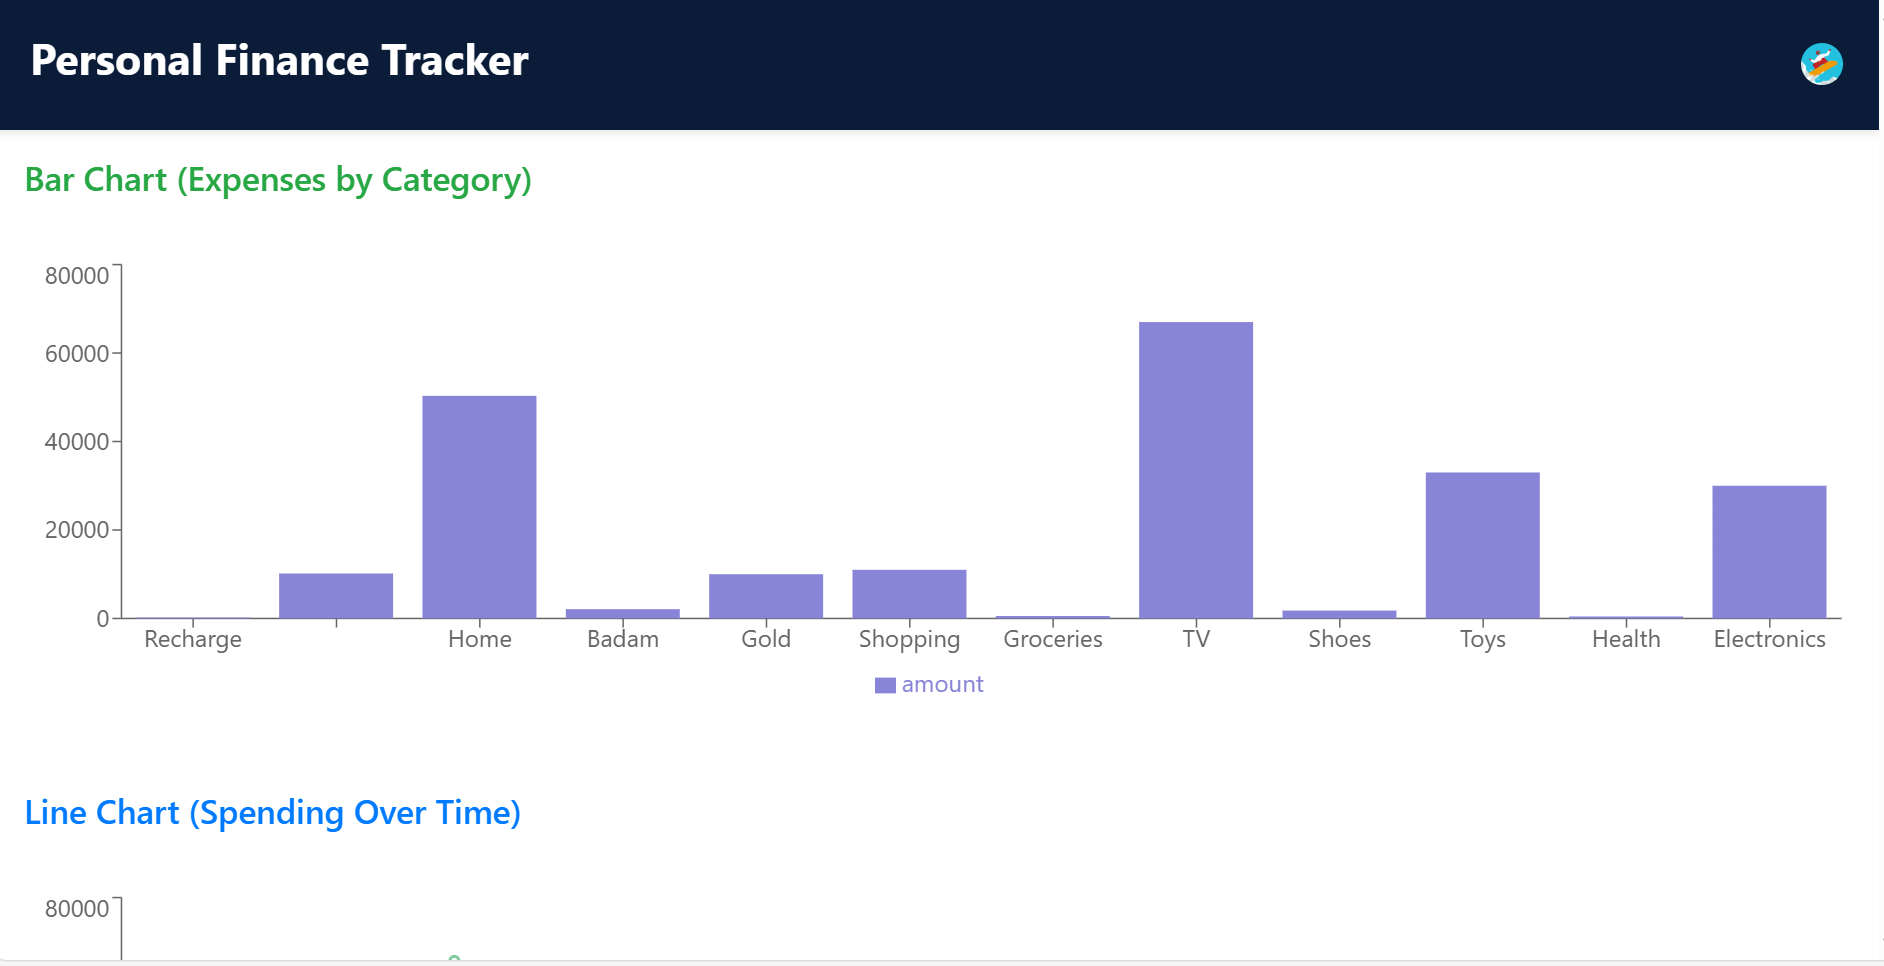 Personal Finance Tracker
Bar Chart (Expenses by Category)
80000
60000
40000
20000
0
Recharge Home Badam Gold Shopping Groceries TV Shoes Toys Health Electronics
amount
Line Chart (Spending Over Time)
80000